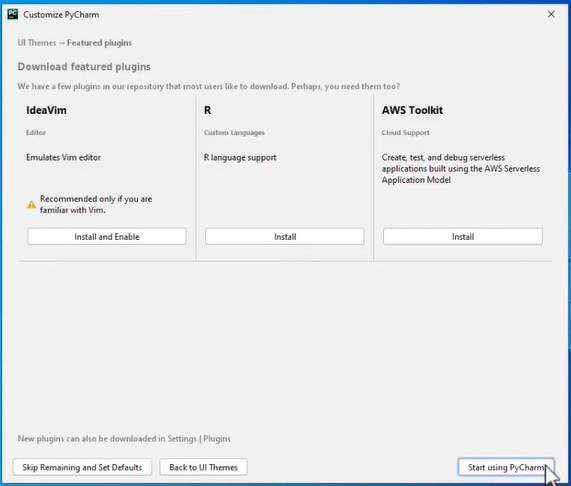 Customize PyCharm
UI Themes – Featured plugins
Download featured plugins
We have a few plugins in our repository that most users like to download. Perhaps, you need them too?
IdeaVim
Editor
Emulates Vim editor
Recommended only if you are
familiar with Vim.
Install and Enable
R
Custom Languages
R language support
Install
AWS Toolkit
Cloud Support
Create, test, and debug serverless
applications built using the AWS Serverless
Application Model
Install
New plugins can also be downloaded in Settings | Plugins
Skip Remaining and Set Defaults
Back to UI Themes
Start using PyCharm